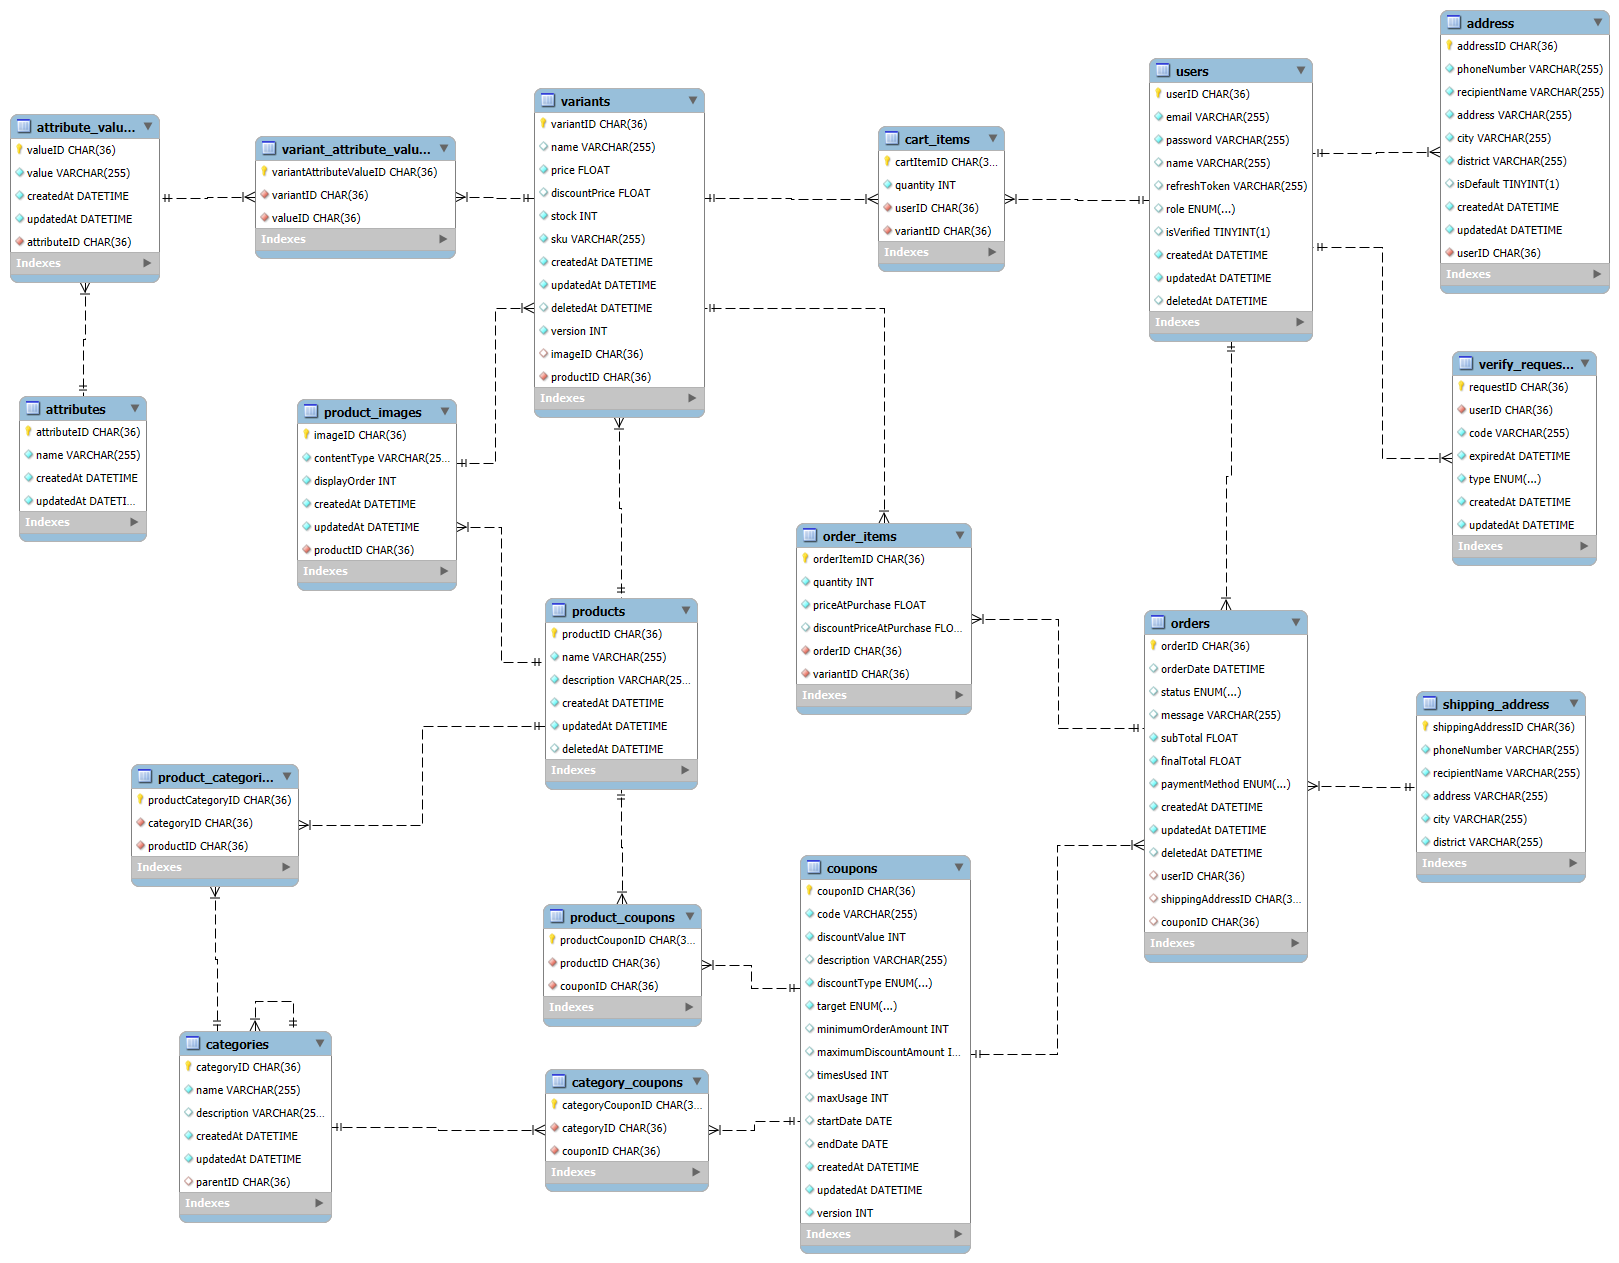 address
addressID CHAR(36)
phoneNumber VARCHAR(255)
recipientName VARCHAR(255)
address VARCHAR(255)
city VARCHAR(255)
district VARCHAR(255)
isDefault TINYINT(1)
createdAt DATETIME
updatedAt DATETIME
userID CHAR(36)
Indexes
users
userID CHAR(36)
email VARCHAR(255)
password VARCHAR(255)
name VARCHAR(255)
refreshToken VARCHAR(255)
role ENUM(...)
isVerified TINYINT(1)
createdAt DATETIME
updatedAt DATETIME
deletedAt DATETIME
Indexes
variants
variantID CHAR(36)
name VARCHAR(255)
price FLOAT
discountPrice FLOAT
stock INT
sku VARCHAR(255)
createdAt DATETIME
updatedAt DATETIME
deletedAt DATETIME
version INT
imageID CHAR(36)
productID CHAR(36)
Indexes
attribute_valu...
valueID CHAR(36)
value VARCHAR(255)
createdAt DATETIME
updatedAt DATETIME
attributeID CHAR(36)
Indexes
variant_attribute_valu...
variantAttributeValueID CHAR(36)
variantID CHAR(36)
valueID CHAR(36)
Indexes
cart_items
cartItemID CHAR(3...
quantity INT
userID CHAR(36)
variantID CHAR(36)
Indexes
verify_reques...
requestID CHAR(36)
userID CHAR(36)
code VARCHAR(255)
expiredAt DATETIME
type ENUM(...)
createdAt DATETIME
updatedAt DATETIME
Indexes
attributes
attributeID CHAR(36)
name VARCHAR(255)
createdAt DATETIME
updatedAt DATETI...
Indexes
product_images
imageID CHAR(36)
contentType VARCHAR(25...
displayOrder INT
createdAt DATETIME
updatedAt DATETIME
productID CHAR(36)
Indexes
order_items
orderItemID CHAR(36)
quantity INT
priceAtPurchase FLOAT
discountPriceAtPurchase FLO...
orderID CHAR(36)
variantID CHAR(36)
Indexes
products
productID CHAR(36)
name VARCHAR(255)
description VARCHAR(25...
createdAt DATETIME
updatedAt DATETIME
deletedAt DATETIME
Indexes
orders
orderID CHAR(36)
orderDate DATETIME
status ENUM(...)
message VARCHAR(255)
subTotal FLOAT
finalTotal FLOAT
paymentMethod ENUM(...)
createdAt DATETIME
updatedAt DATETIME
deletedAt DATETIME
userID CHAR(36)
shippingAddressID CHAR(3...
couponID CHAR(36)
Indexes
shipping_address
shippingAddressID CHAR(36)
phoneNumber VARCHAR(255)
recipientName VARCHAR(255)
address VARCHAR(255)
city VARCHAR(255)
district VARCHAR(255)
Indexes
product_categori...
productCategoryID CHAR(36)
categoryID CHAR(36)
productID CHAR(36)
Indexes
coupons
couponID CHAR(36)
code VARCHAR(255)
discountValue INT
description VARCHAR(255)
discountType ENUM(...)
target ENUM(...)
minimumOrderAmount INT
maximumDiscountAmount I...
timesUsed INT
maxUsage INT
startDate DATE
endDate DATE
createdAt DATETIME
updatedAt DATETIME
version INT
Indexes
product_coupons
productCouponID CHAR(3...
productID CHAR(36)
couponID CHAR(36)
Indexes
categories
categoryID CHAR(36)
name VARCHAR(255)
description VARCHAR(25...
createdAt DATETIME
updatedAt DATETIME
parentID CHAR(36)
Indexes
category_coupons
categoryCouponID CHAR(3...
categoryID CHAR(36)
couponID CHAR(36)
Indexes